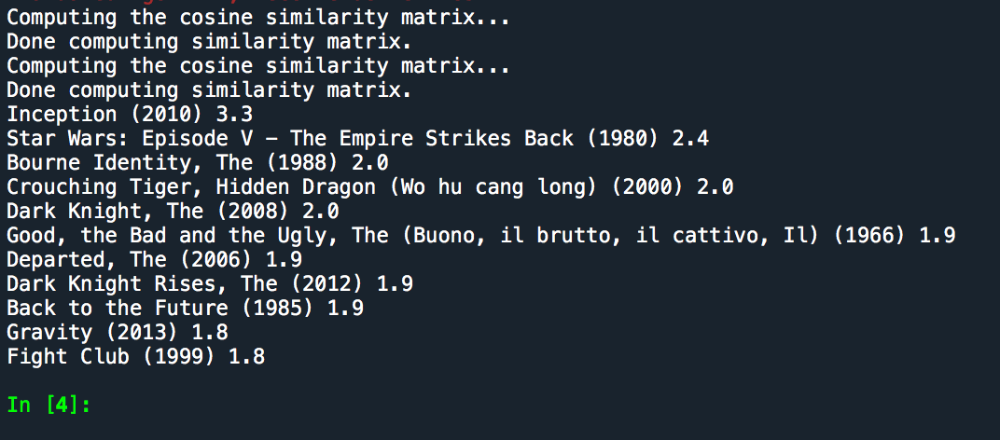 Computing the cosine similarity matrix...
Done computing similarity matrix.
Computing the cosine similarity matrix...
Done computing similarity matrix.
Inception (2010) 3.3
Star Wars: Episode V - The Empire Strikes Back (1980) 2.4
Bourne Identity, The (1988) 2.0
Crouching Tiger, Hidden Dragon (Wo hu cang long) (2000) 2.0
Dark Knight, The (2008) 2.0
Good, the Bad and the Ugly, The (Buono, il brutto, il cattivo, Il) (1966) 1.9
Departed, The (2006) 1.9
Dark Knight Rises, The (2012) 1.9
Back to the Future (1985) 1.9
Gravity (2013) 1.8
Fight Club (1999) 1.8
In [4]: